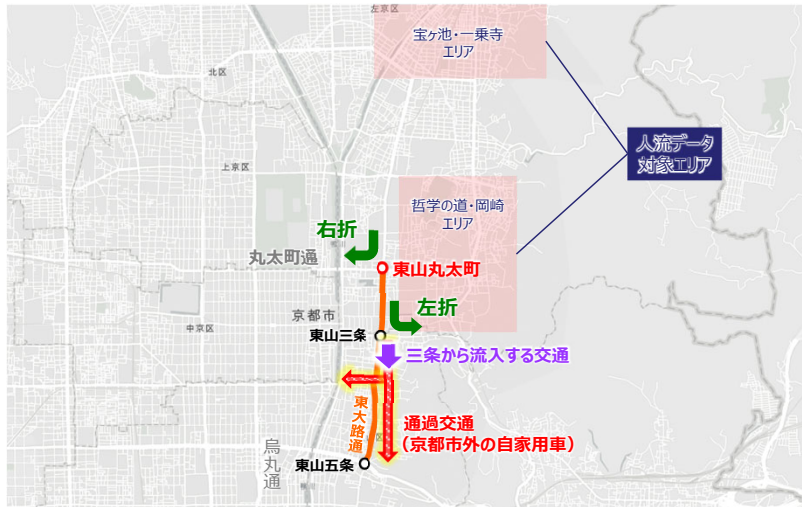 左京区
宝ヶ池・一乗寺
エリア
北区
人流データ
対象エリア
上京区
哲学の道・岡崎
エリア
右折
鴨川
丸太町通
東山丸太町
左折
京都市
中京区
東山三条
三条から流入する交通
東大路通
通過交通
(京都市外の自家用車)
烏丸通
東山五条